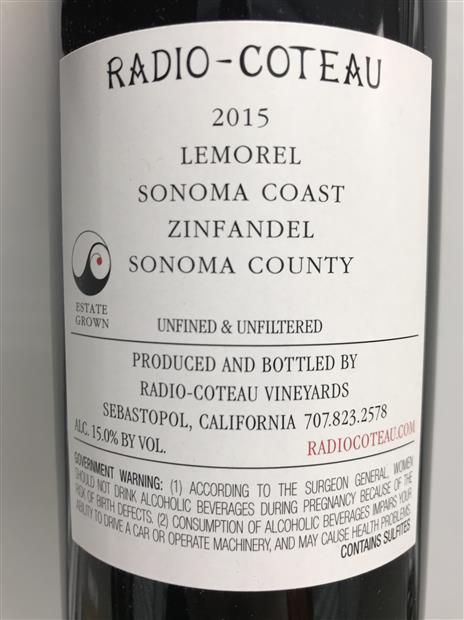 RADIO-COTEAU
2015
LEMOREL
SONOMA COAST
ZINFANDEL
SONOMA COUNTY
ESTATE
GROWN
UNFINED & UNFILTERED
PRODUCED AND BOTTLED BY
RADIO-COTEAU VINEYARDS
SEBASTOPOL, CALIFORNIA 707.823.2578
ALC. 15.0% BY VOL.
RADIOCOTEAU.COM
GOVERNMENT WARNING: (1) ACCORDING TO THE SURGEON GENERAL, WOMEN
SHOULD NOT DRINK ALCOHOLIC BEVERAGES DURING PREGNANCY BECAUSE OF THE
RISK OF BIRTH DEFECTS. (2) CONSUMPTION OF ALCOHOLIC BEVERAGES IMPAIRS YOUR
ABILITY TO DRIVE A CAR OR OPERATE MACHINERY, AND MAY CAUSE HEALTH PROBLEMS.
CONTAINS SULFITES